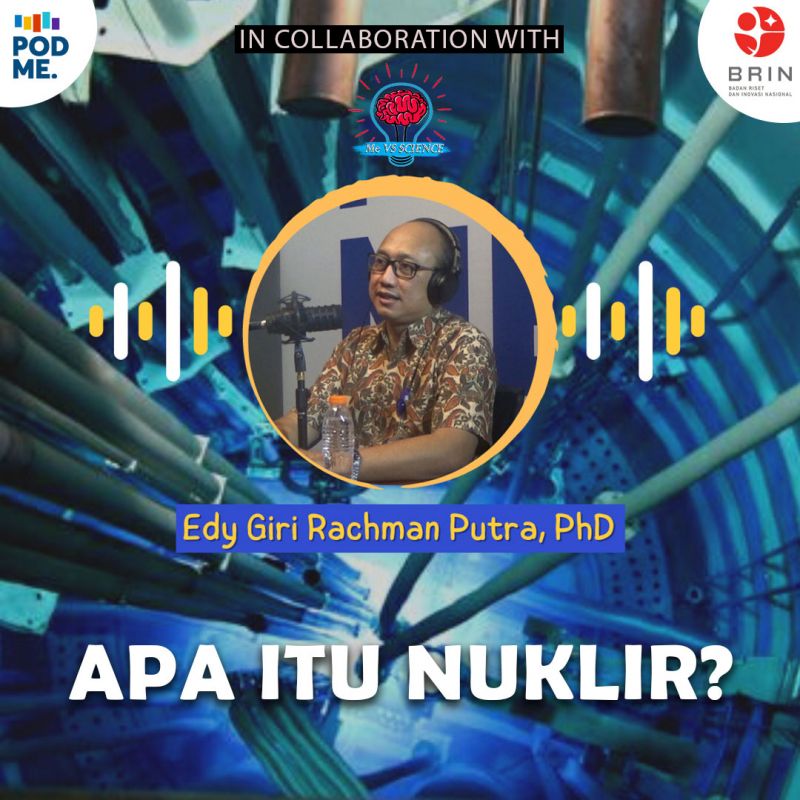 POD
ME.
IN COLLABORATION WITH
BRIN
BADAN RISET
DAN INOVASI NASIONAL
Me VS SCIENCE
Edy Giri Rachman Putra, PhD
APA ITU NUKLIR?